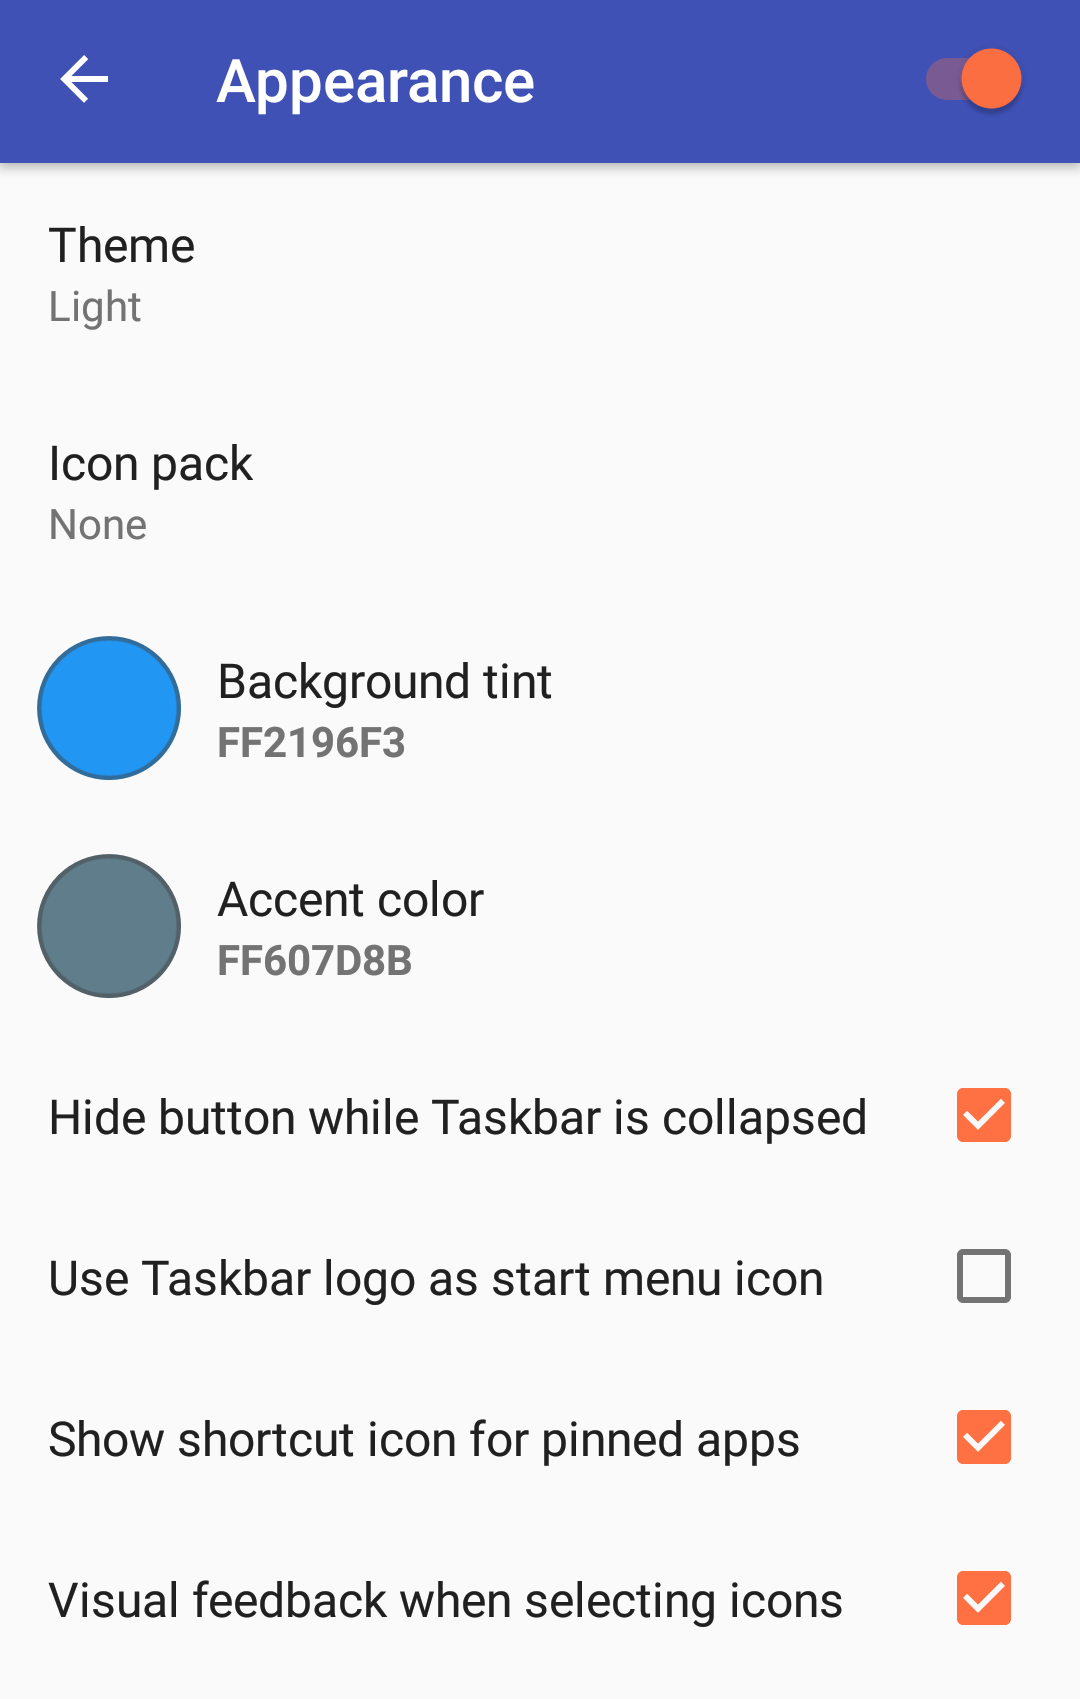 Appearance
Theme
Light
Icon pack
None
Background tint
FF2196F3
Accent color
FF607D8B
Hide button while Taskbar is collapsed
Use Taskbar logo as start menu icon
Show shortcut icon for pinned apps
Visual feedback when selecting icons